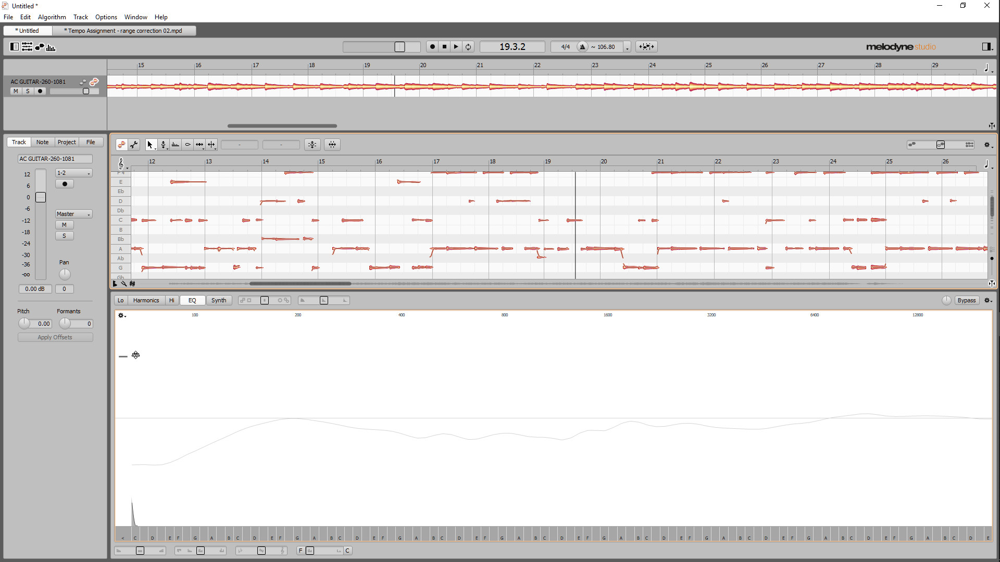 Untitled *
File Edit Algorithm Track Options Window Help
* Untitled * Tempo Assignment - range correction 02.mpd
19.3.2 4/4 ~ 106.80 melodyne studio
15 16 17 18 19 20 21 22 23 24 25 26 27 28 29
AC GUITAR-260-1081
M S
Track Note Project File
AC GUITAR-260-1081
1-2
12
6
0
-6
-12
-18
-24
-30
-36
-oo
Master
M
S
Pan
0.00 dB 0
Pitch Formants
0.00 0
Apply Offsets
- -
12 13 14 15 16 17 18 19 20 21 22 23 24 25 26
F 4
E
Eb
D
Db
C
B
Bb
A
Ab
G
Gb
Lo Harmonics Hi EQ Synth Bypass
100 200 400 800 1600 3200 6400 12800
< C D E F G A B C D E F G A B C D E F G A B C D E F G A B C D E F G A B C D E F G A B C D E F G A B C D E F G A B C D E
F C